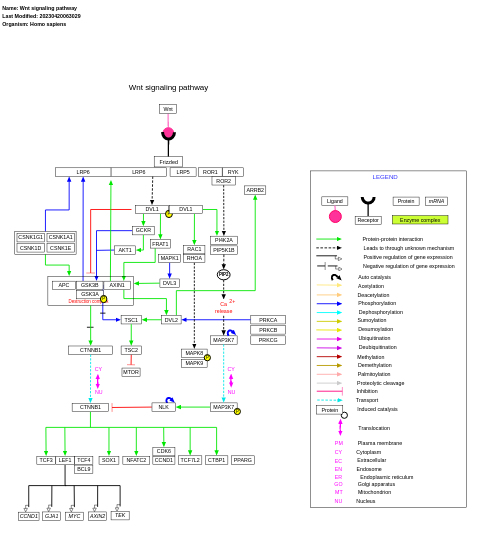 Name: Wnt signaling pathway
Last Modified: 20230420063029
Organism: Homo sapiens
Wnt signaling pathway
Wnt
Frizzled
LRP6 LRP6 LRP5 ROR1 RYK
ROR2
ARRB2
DVL1 DVL1
GCKR
CSNK1G1 CSNK1A1
CSNK1D CSNK1E
AKT1 FRAT1
RAC1
RHOA
PI4K2A
PIP5K1B
MAPK1
PIP2
APC GSK3B AXIN1
GSK3A
DVL3
Ca 2+
release
TSC1 DVL2
PRKCA
PRKCB
PRKCG
MAP3K7
CTNNB1 TSC2
MAPK8
MAPK9
MTOR
CY
NU
CY
NU
CTNNB1 NLK MAP3K7
TCF3 LEF1 TCF4 SOX1 NFATC2 CCND1 TCF7L2 CTBP1 PPARG
CDK6
BCL9
CCND1 GJA1 MYC AXIN2 TEK
LEGEND
Ligand Protein mRNA
Receptor Enzyme complex
Protein-protein interaction
Leads to through unknown mechanism
Positive regulation of gene expression
Negative regulation of gene expression
Auto catalysis
Acetylation
Deacetylation
Phosphorylation
Dephosphorylation
Sumoylation
Desumoylation
Ubiquitination
Deubiquitination
Methylation
Demethylation
Palmitoylation
Proteolytic cleavage
Inhibition
Transport
Protein Induced catalysis
Translocation
PM Plasma membrane
CY Cytoplasm
EC Extracellular
EN Endosome
ER Endoplasmic reticulum
GO Golgi apparatus
MT Mitochondrion
NU Nucleus